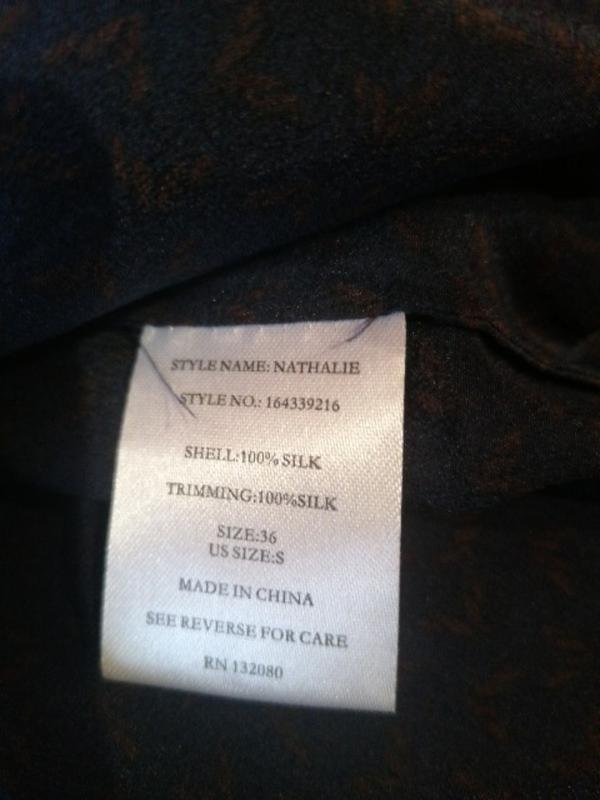 STYLE NAME: NATHALIE
STYLE NO.: 164339216
SHELL:100% SILK
TRIMMING:100%SILK
SIZE:36
US SIZE:S
MADE IN CHINA
SEE REVERSE FOR CARE
RN 132080